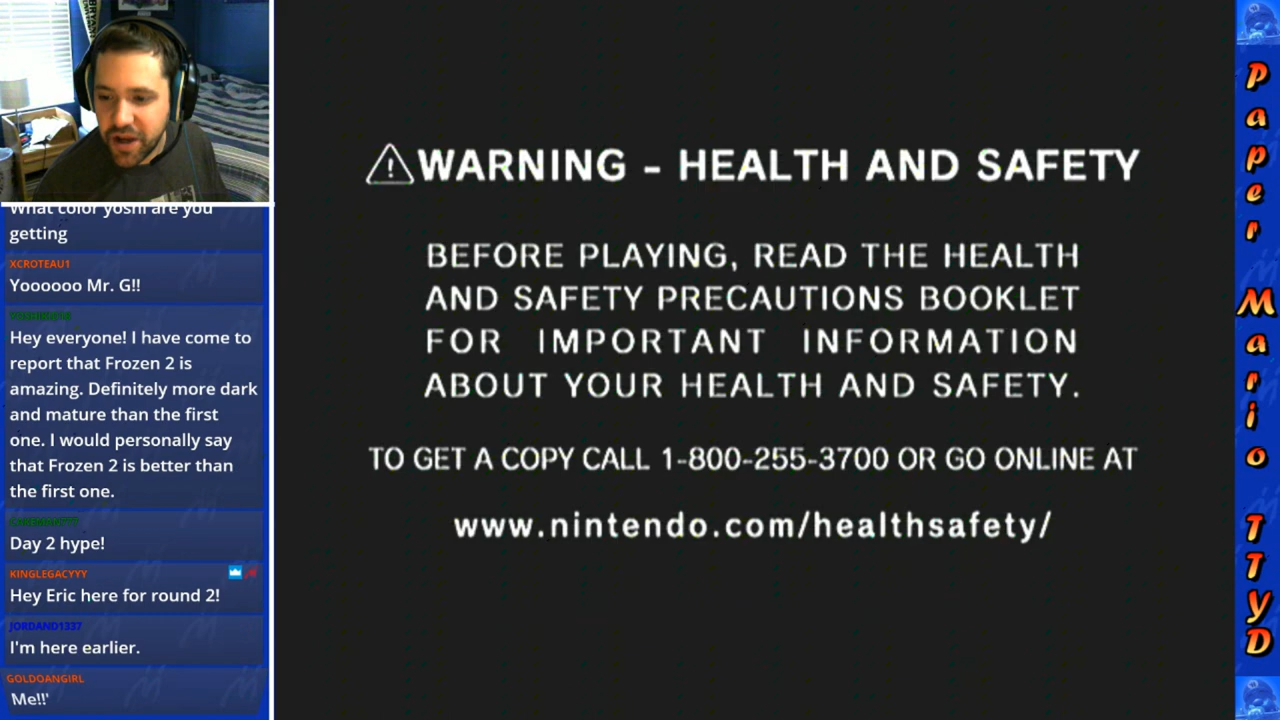 What color yoshi are you
getting
XCROTEAU1
Yoooooo Mr. G!!
Hey everyone! I have come to
report that Frozen 2 is
amazing. Definitely more dark
and mature than the first
one. I would personally say
that Frozen 2 is better than
the first one.
Day 2 hype!
KINGLEGACYYY
Hey Eric here for round 2!
JORDAND1337
I'm here earlier.
GOLDQANGIRL
Me!!'
⚠WARNING - HEALTH AND SAFETY
BEFORE PLAYING, READ THE HEALTH
AND SAFETY PRECAUTIONS BOOKLET
FOR IMPORTANT INFORMATION
ABOUT YOUR HEALTH AND SAFETY.
TO GET A COPY CALL 1-800-255-3700 OR GO ONLINE AT
www.nintendo.com/healthsafety/
Paper Mario TTYD